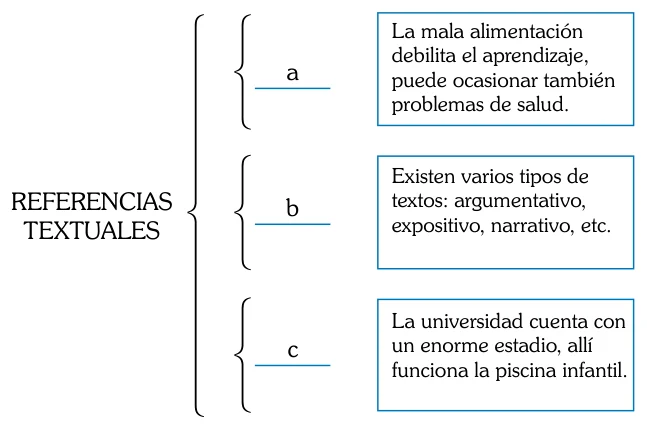 La mala alimentación
debilita el aprendizaje,
puede ocasionar también
problemas de salud.
a
Existen varios tipos de
textos: argumentativo,
expositivo, narrativo, etc.
REFERENCIAS
TEXTUALES
b
La universidad cuenta con
un enorme estadio, allí
funciona la piscina infantil.
c